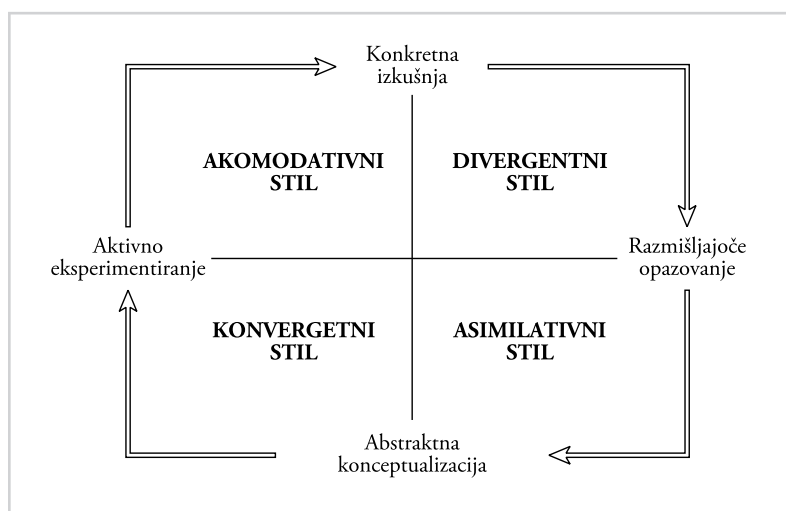 Konkretna
izkušnja
AKOMODATIVNI
STIL
DIVERGENTNI
STIL
Aktivno
eksperimentiranje
Razmišljajoče
opazovanje
KONVERGETNI
STIL
ASIMILATIVNI
STIL
Abstraktna
konceptualizacija